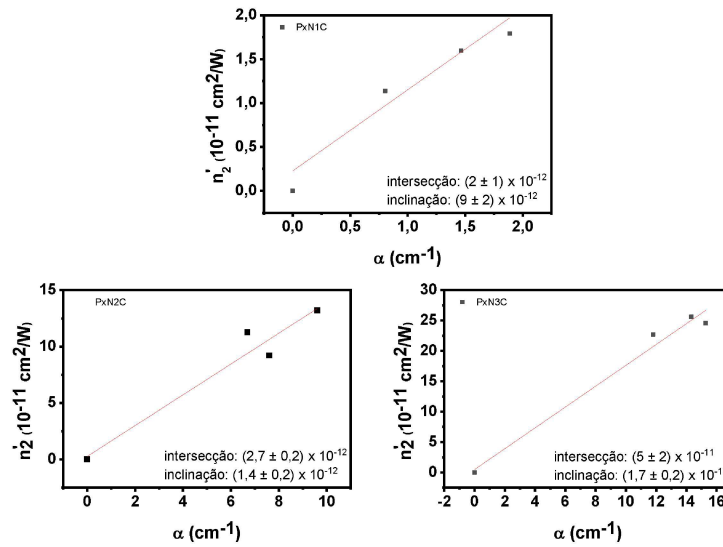 PxN1C
2,0
1,5
1,0
0,5
0,0
n'2 (10-11 cm2/W)
intersecção: (2 ± 1) x 10-12
inclinação: (9 ± 2) x 10-12
0,0 0,5 1,0 1,5 2,0
α (cm-1)
PxN2C
15
10
5
0
n'2 (10-11 cm2/W)
intersecção: (2,7 ± 0,2) x 10-12
inclinação: (1,4 ± 0,2) x 10-12
0 2 4 6 8 10
α (cm-1)
PxN3C
30
25
20
15
10
5
0
n'2 (10-11 cm2/W)
intersecção: (5 ± 2) x 10-11
inclinação: (1,7 ± 0,2) x 10-1
-2 0 2 4 6 8 10 12 14 16
α (cm-1)